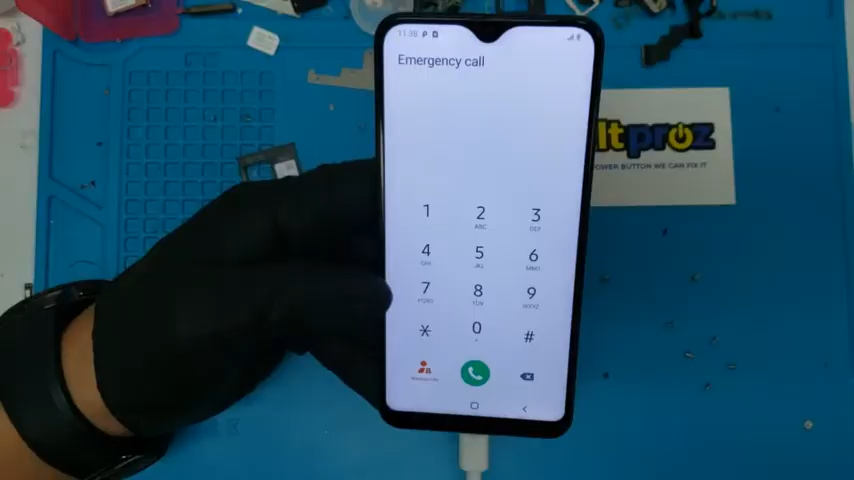 11:38
Emergency call
1
2
ABC
3
DEF
4
GHI
5
JKL
6
MNO
7
PQRS
8
TUV
9
WXYZ
*
0
+
#
ltproz
POWER BUTTON WE CAN FIX IT